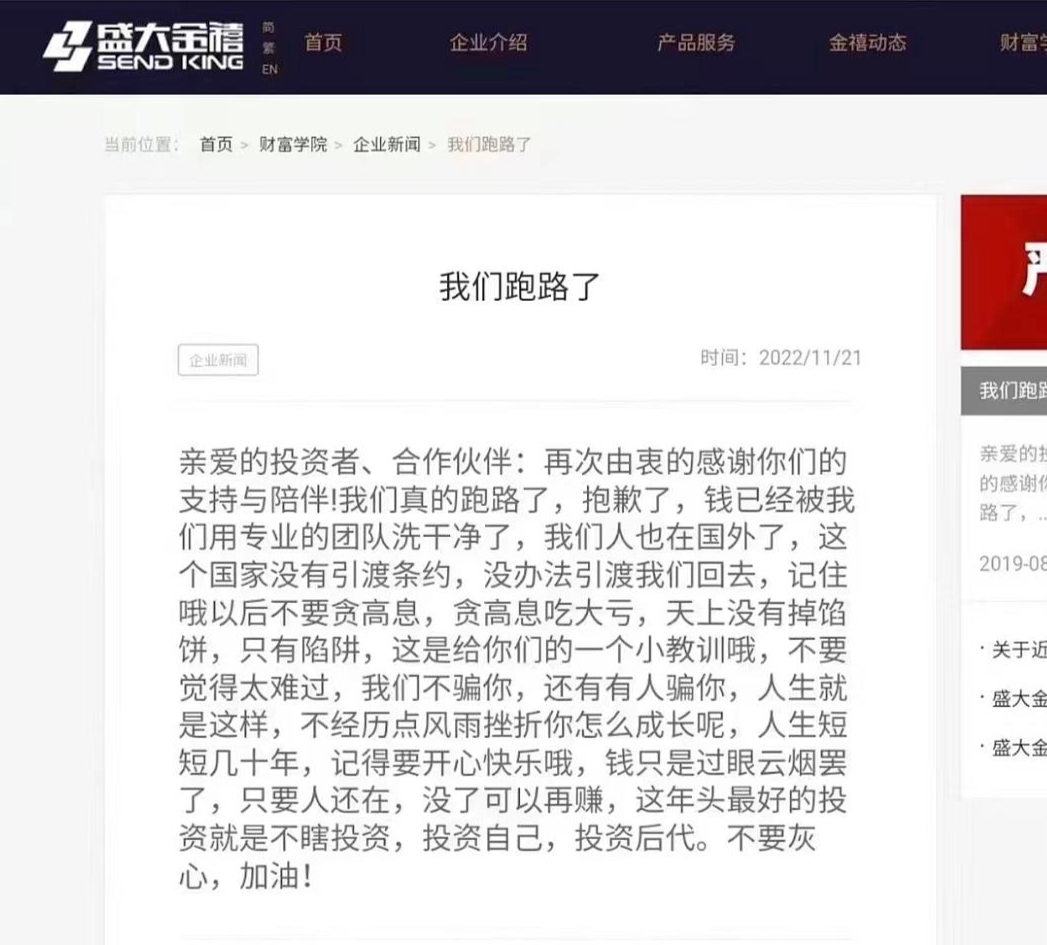 盛大金禧
SEND KING
简
繁
EN
首页
企业介绍
产品服务
金禧动态
财富学
当前位置: 首页 > 财富学院 > 企业新闻 > 我们跑路了
我们跑路了
企业新闻
时间: 2022/11/21
亲爱的投资者、合作伙伴: 再次由衷的感谢你们的
支持与陪伴!我们真的跑路了，抱歉了，钱已经被我
们用专业的团队洗干净了，我们人也在国外了，这
个国家没有引渡条约，没办法引渡我们回去，记住
哦以后不要贪高息，贪高息吃大亏，天上没有掉馅
饼，只有陷阱，这是给你们的一个小教训哦，不要
觉得太难过，我们不骗你，还有有人骗你，人生就
是这样，不经历点风雨挫折你怎么成长呢，人生短
短几十年，记得要开心快乐哦，钱只是过眼云烟罢
了，只要人还在，没了可以再赚，这年头最好的投
资就是不瞎投资，投资自己，投资后代。不要灰
心，加油!
我们跑
亲爱的
的感谢
路了，...
2019-08
· 关于近
· 盛大金
· 盛大金